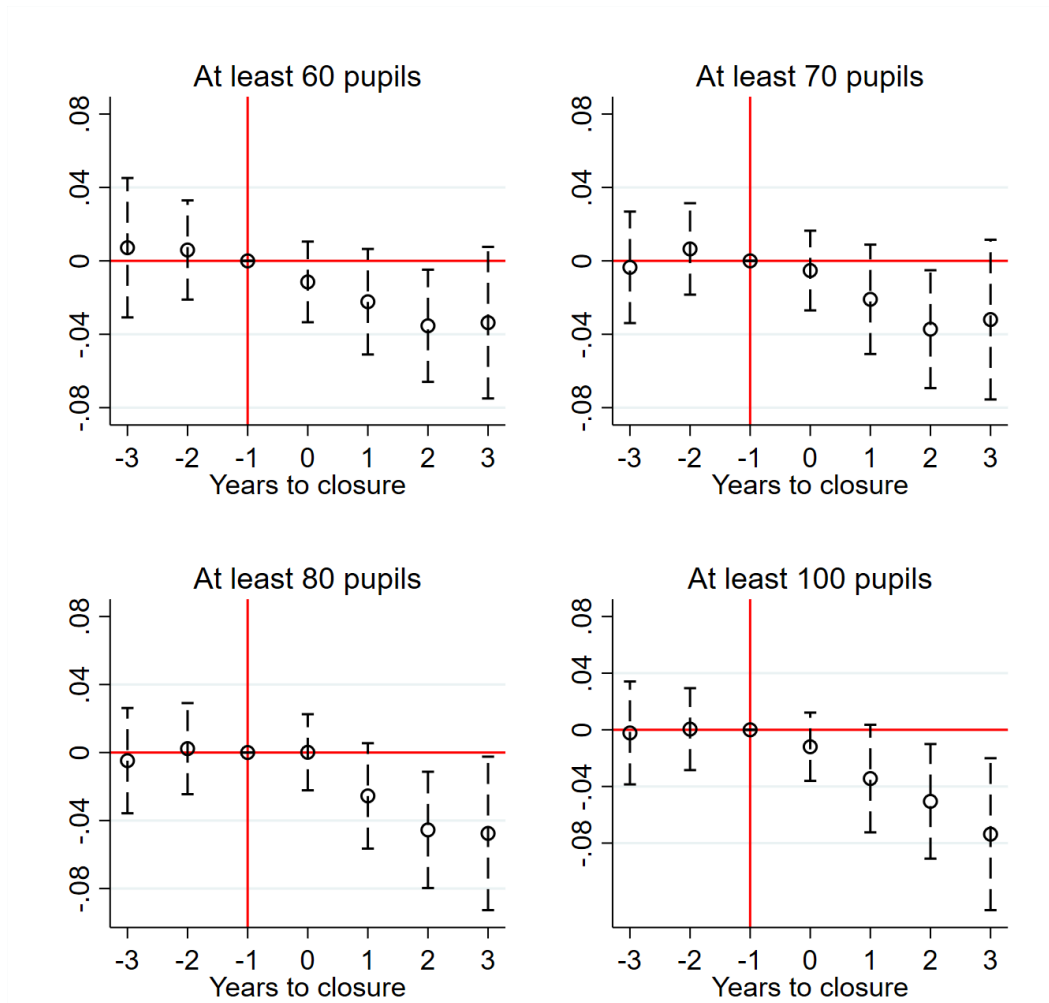 At least 60 pupils
.08
.04
0
-.04
-.08
-3 -2 -1 0 1 2 3
Years to closure
At least 70 pupils
.08
.04
0
-.04
-.08
-3 -2 -1 0 1 2 3
Years to closure
At least 80 pupils
.08
.04
0
-.04
-.08
-3 -2 -1 0 1 2 3
Years to closure
At least 100 pupils
.08
.04
0
-.04
-.08
-3 -2 -1 0 1 2 3
Years to closure